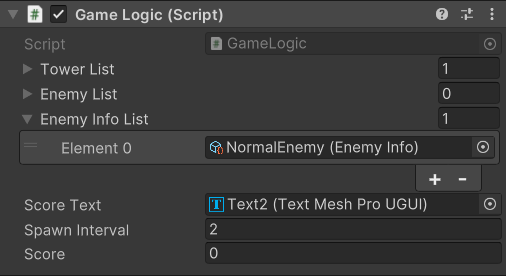 Game Logic (Script)
Script GameLogic
Tower List 1
Enemy List 0
Enemy Info List 1
Element 0 NormalEnemy (Enemy Info)
+ -
Score Text Text2 (Text Mesh Pro UGUI)
Spawn Interval 2
Score 0